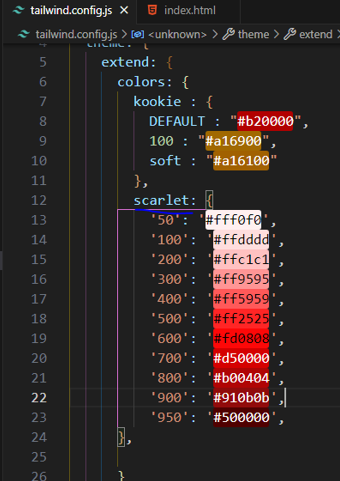 tailwind.config.js ● index.html
tailwind.config.js > <unknown> > theme > extend >
4 theme: {
5 extend: {
6 colors: {
7 kookie : {
8 DEFAULT : "#b20000",
9 100 : "#a16900",
10 soft : "#a16100"
11 },
12 scarlet: {
13 '50': '#fff0f0',
14 '100': '#ffdddd',
15 '200': '#ffc1c1',
16 '300': '#ff9595',
17 '400': '#ff5959',
18 '500': '#ff2525',
19 '600': '#fd0808',
20 '700': '#d50000',
21 '800': '#b00404',
22 '900': '#910b0b',
23 '950': '#500000',
24 },
25
26 }